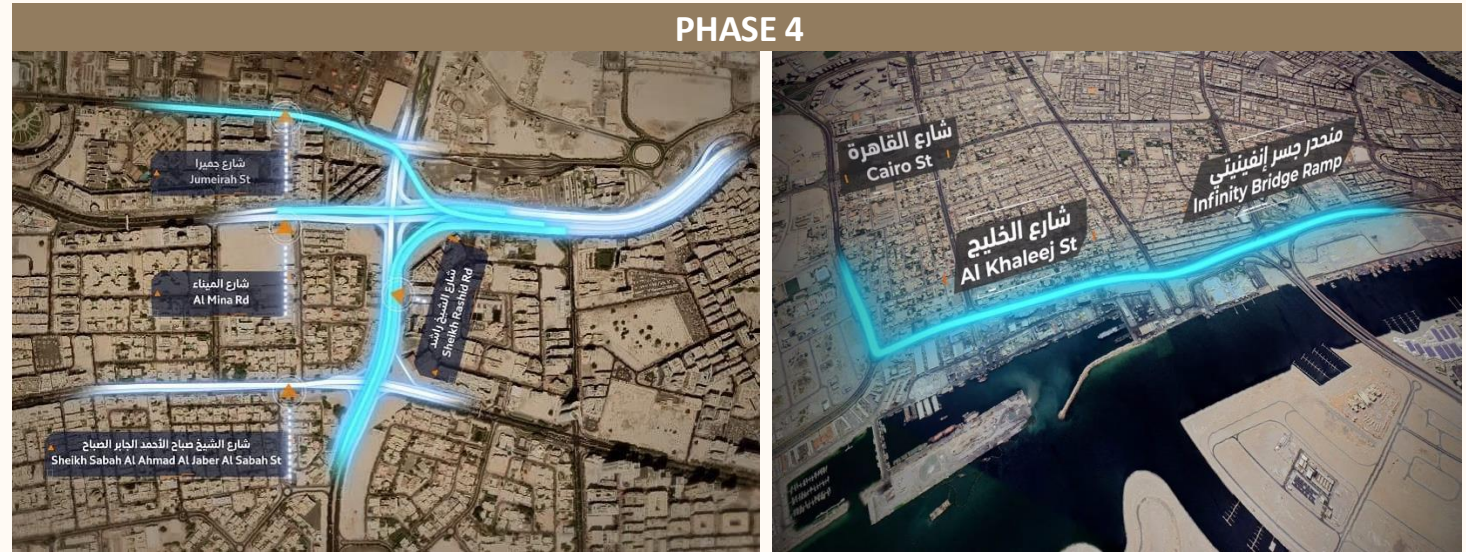 PHASE 4
شارع جميرا
Jumeirah St
شارع الميناء
Al Mina Rd
شارع الشيخ راشد
Sheikh Rashid Rd
شارع الشيخ صباح الأحمد الجابر الصباح
Sheikh Sabah Al Ahmad Al Jaber Al Sabah St
شارع القاهرة
Cairo St
منحدر جسر إنفينيتي
Infinity Bridge Ramp
شارع الخليج
Al Khaleej St